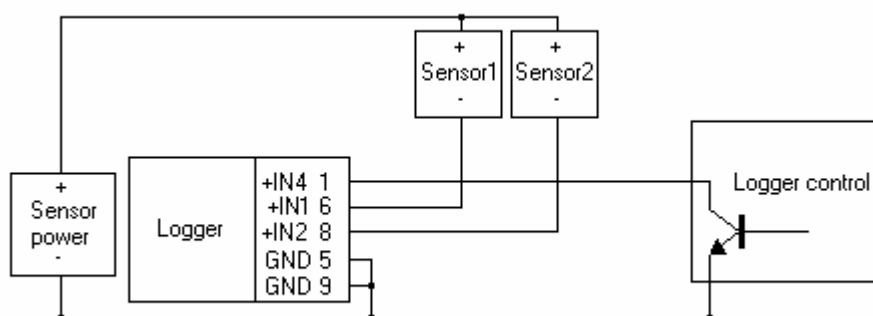 +
Sensor1
-
+
Sensor2
-
+
Sensor
power
-
Logger
+IN4 1
+IN1 6
+IN2 8
GND 5
GND 9
Logger control